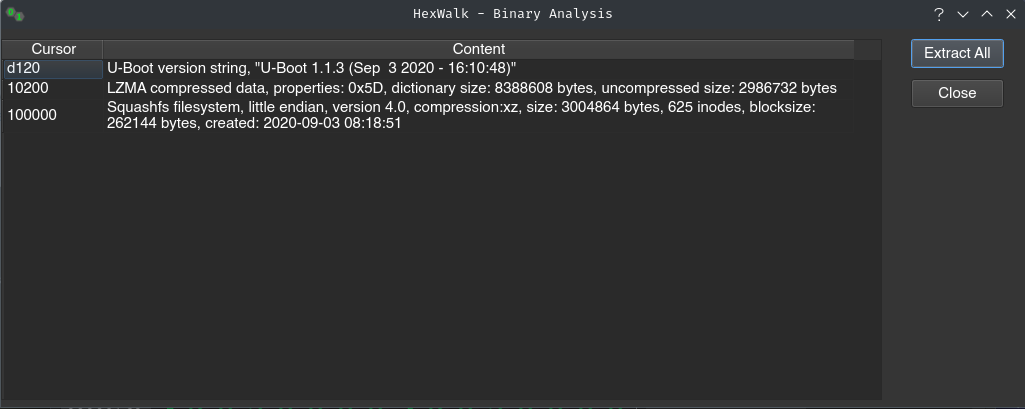 HexWalk - Binary Analysis
Cursor Content
d120 U-Boot version string, "U-Boot 1.1.3 (Sep  3 2020 - 16:10:48)"
10200 LZMA compressed data, properties: 0x5D, dictionary size: 8388608 bytes, uncompressed size: 2986732 bytes
100000 Squashfs filesystem, little endian, version 4.0, compression:xz, size: 3004864 bytes, 625 inodes, blocksize:
262144 bytes, created: 2020-09-03 08:18:51
Extract All
Close